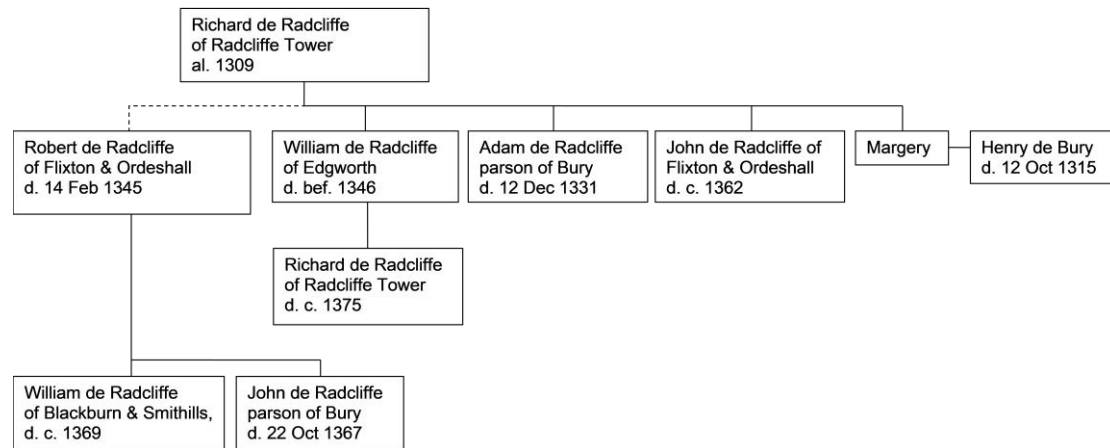 Richard de Radcliffe
of Radcliffe Tower
al. 1309
Robert de Radcliffe
of Flixton & Ordeshall
d. 14 Feb 1345
William de Radcliffe
of Edgworth
d. bef. 1346
Adam de Radcliffe
parson of Bury
d. 12 Dec 1331
John de Radcliffe of
Flixton & Ordeshall
d. c. 1362
Margery
Henry de Bury
d. 12 Oct 1315
Richard de Radcliffe
of Radcliffe Tower
d. c. 1375
William de Radcliffe
of Blackburn & Smithills,
d. c. 1369
John de Radcliffe
parson of Bury
d. 22 Oct 1367